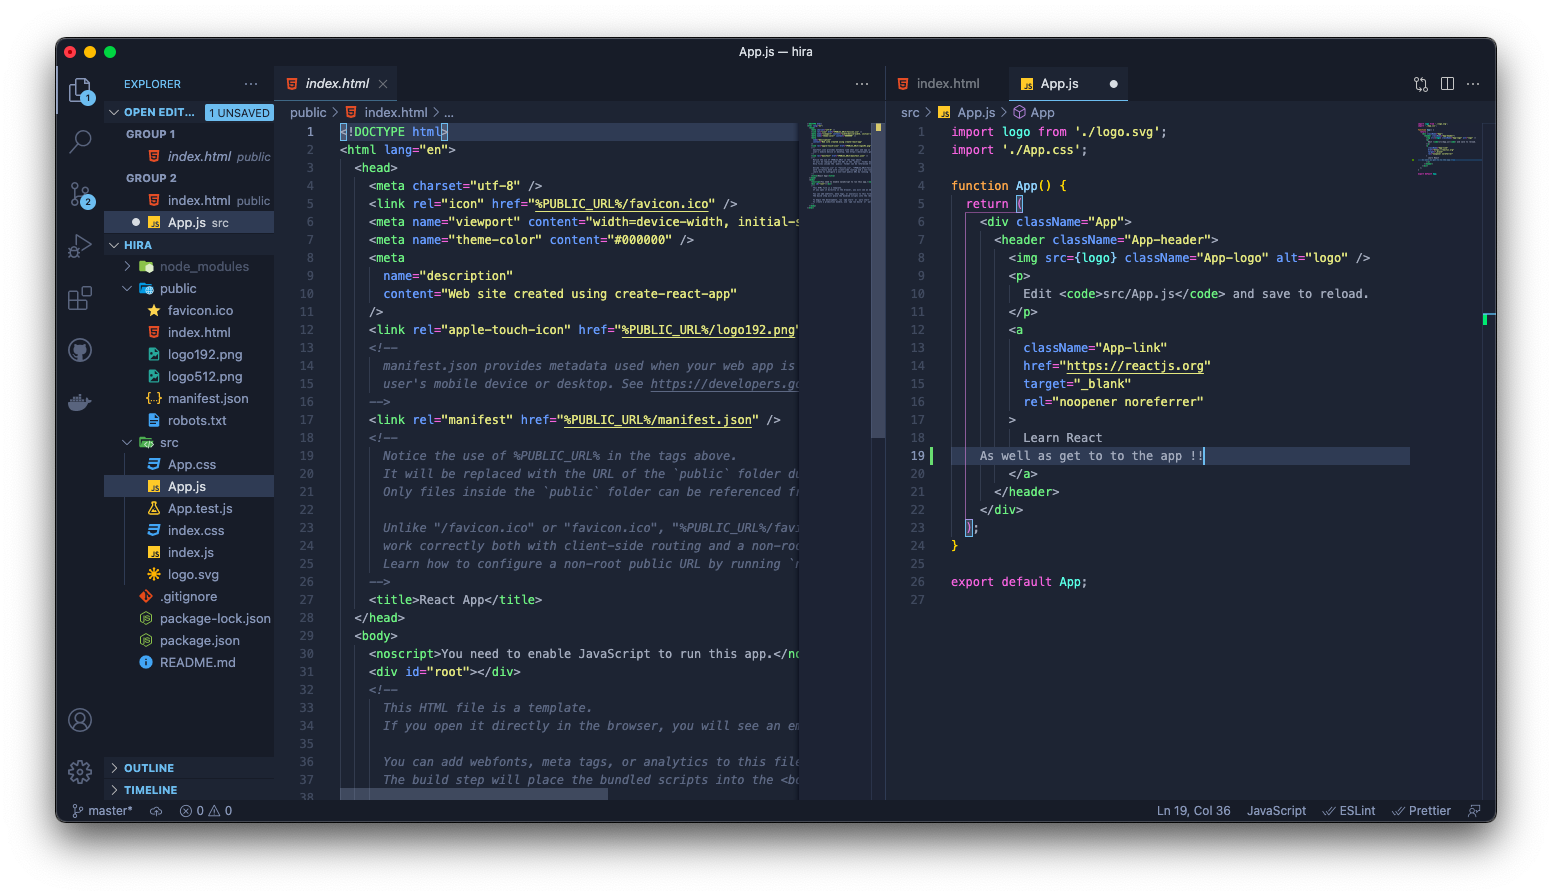 App.js — hira
EXPLORER
OPEN EDIT... 1 UNSAVED
GROUP 1
index.html public
GROUP 2
index.html public
App.js src
HIRA
node_modules
public
favicon.ico
index.html
logo192.png
logo512.png
manifest.json
robots.txt
src
App.css
App.js
App.test.js
index.css
index.js
logo.svg
.gitignore
package-lock.json
package.json
README.md
OUTLINE
TIMELINE
1
2
index.html
public > index.html > ...
1 <!DOCTYPE html>
2 <html lang="en">
3 <head>
4 <meta charset="utf-8" />
5 <link rel="icon" href="%PUBLIC_URL%/favicon.ico" />
6 <meta name="viewport" content="width=device-width, initial-s
7 <meta name="theme-color" content="#000000" />
8 <meta
9 name="description"
10 content="Web site created using create-react-app"
11 />
12 <link rel="apple-touch-icon" href="%PUBLIC_URL%/logo192.png"
13 <!--
14 manifest.json provides metadata used when your web app is
15 user's mobile device or desktop. See https://developers.go
16 -->
17 <link rel="manifest" href="%PUBLIC_URL%/manifest.json" />
18 <!--
19 Notice the use of %PUBLIC_URL% in the tags above.
20 It will be replaced with the URL of the `public` folder du
21 Only files inside the `public` folder can be referenced fr
22
23 Unlike "/favicon.ico" or "favicon.ico", "%PUBLIC_URL%/favi
24 work correctly both with client-side routing and a non-roo
25 Learn how to configure a non-root public URL by running `n
26 -->
27 <title>React App</title>
28 </head>
29 <body>
30 <noscript>You need to enable JavaScript to run this app.</no
31 <div id="root"></div>
32 <!--
33 This HTML file is a template.
34 If you open it directly in the browser, you will see an em
35
36 You can add webfonts, meta tags, or analytics to this file
37 The build step will place the bundled scripts into the <bo
38
index.html App.js
src > App.js > App
1 import logo from './logo.svg';
2 import './App.css';
3
4 function App() {
5 return (
6 <div className="App">
7 <header className="App-header">
8 <img src={logo} className="App-logo" alt="logo" />
9 <p>
10 Edit <code>src/App.js</code> and save to reload.
11 </p>
12 <a
13 className="App-link"
14 href="https://reactjs.org"
15 target="_blank"
16 rel="noopener noreferrer"
17 >
18 Learn React
19 As well as get to to the app !!
20 </a>
21 </header>
22 </div>
23 );
24 }
25
26 export default App;
27
master* 0 0 Ln 19, Col 36 JavaScript ESLint Prettier